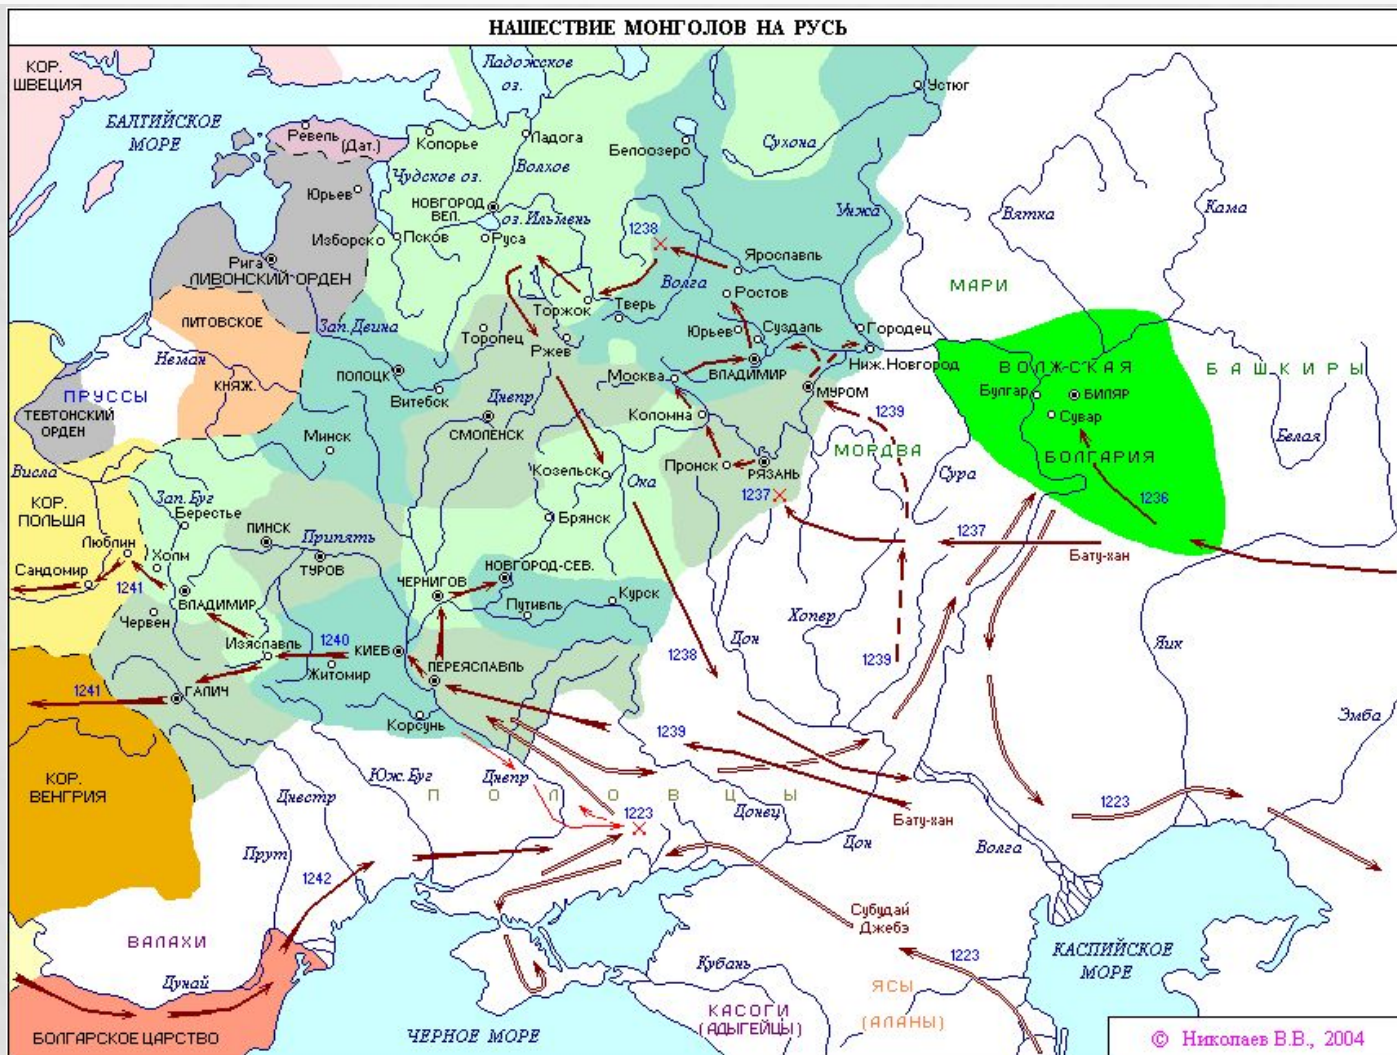 НАШЕСТВИЕ МОНГОЛОВ НА РУСЬ
КОР.
ШВЕЦИЯ
БАЛТИЙСКОЕ
МОРЕ
Ладожское
оз.
Устюг
Ревель
(Дат.)
Копорье
Ладога
Белоозеро
Сухона
Чудское оз.
Волхов
Юрьев
НОВГОРОД
ВЕЛ.
оз. Ильмень
Унжа
Вятка
Кама
Изборск
Псков
Руса
1238
Рига
ЛИВОНСКИЙ ОРДЕН
Ярославль
Волга
Ростов
МАРИ
Торжок
Тверь
ЛИТОВСКОЕ
Зап. Двина
Торопец
Юрьев
Суздаль
Городец
Неман
Ржев
ВЛАДИМИР
Ниж. Новгород
ВОЛЖСКАЯ
БАШКИРЫ
ПРУССЫ
КНЯЖ.
ПОЛОЦК
Витебск
Москва
МУРОМ
Булгар
БИЛЯР
ТЕВТОНСКИЙ
ОРДЕН
Днепр
СМОЛЕНСК
Коломна
1239
Сувар
Минск
МОРДВА
Белая
Висла
Козельск
Пронск
РЯЗАНЬ
Сура
БОЛГАРИЯ
Зап. Буг
Ока
1237
1236
КОР.
ПОЛЬША
Берестье
ПИНСК
Брянск
Припять
1237
Люблин
Холм
ТУРОВ
Бату-хан
Сандомир
НОВГОРОД-СЕВ.
1241
ЧЕРНИГОВ
ВЛАДИМИР
Путивль
Курск
Червен
Хопер
Дон
Изяславль
1240
КИЕВ
1238
1239
Яик
Житомир
ПЕРЕЯСЛАВЛЬ
1241
ГАЛИЧ
Корсунь
1239
Эмба
КОР.
ВЕНГРИЯ
Юж. Буг
Днепр
Днестр
ПОЛОВЦЫ
1223
1223
Донец
Бату-хан
Прут
Дон
Волга
1242
Субудай
Джебэ
ВАЛАХИ
КАСПИЙСКОЕ
МОРЕ
Кубань
1223
Дунай
ЯСЫ
(АЛАНЫ)
КАСОГИ
(АДЫГЕЙЦЫ)
БОЛГАРСКОЕ ЦАРСТВО
ЧЕРНОЕ МОРЕ
© Николаев В.В., 2004